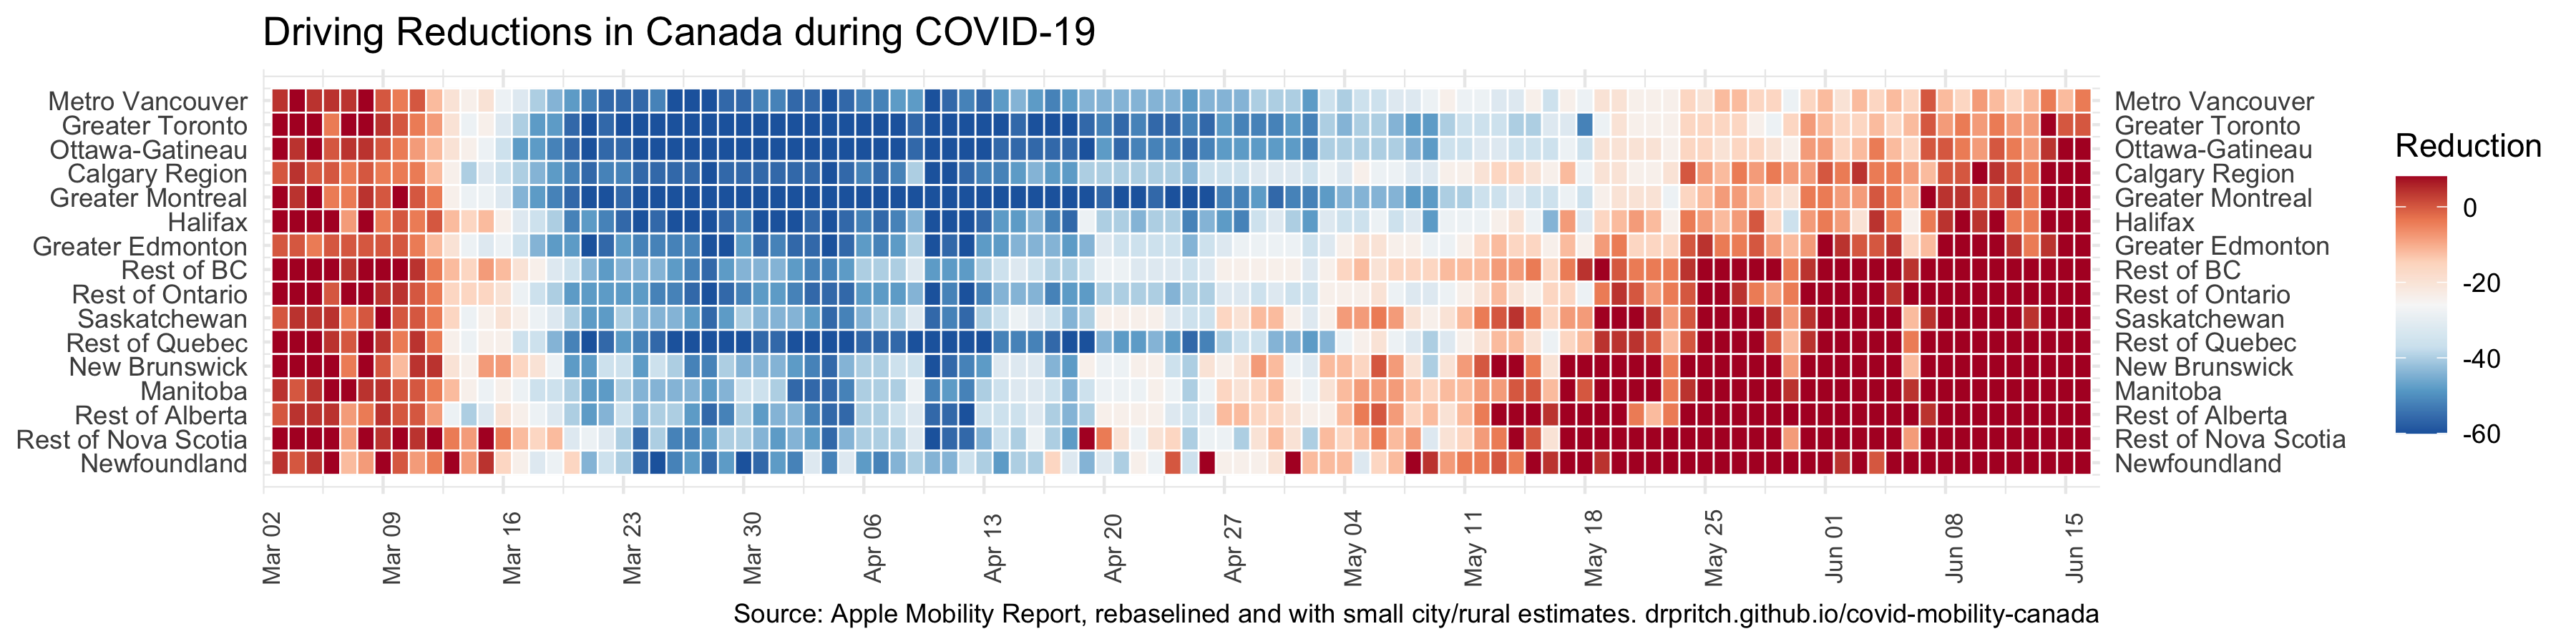 Driving Reductions in Canada during COVID-19
Metro Vancouver
Greater Toronto
Ottawa-Gatineau
Calgary Region
Greater Montreal
Halifax
Greater Edmonton
Rest of BC
Rest of Ontario
Saskatchewan
Rest of Quebec
New Brunswick
Manitoba
Rest of Alberta
Rest of Nova Scotia
Newfoundland
Metro Vancouver
Greater Toronto
Ottawa-Gatineau
Calgary Region
Greater Montreal
Halifax
Greater Edmonton
Rest of BC
Rest of Ontario
Saskatchewan
Rest of Quebec
New Brunswick
Manitoba
Rest of Alberta
Rest of Nova Scotia
Newfoundland
Reduction
0
-20
-40
-60
Mar 02
Mar 09
Mar 16
Mar 23
Mar 30
Apr 06
Apr 13
Apr 20
Apr 27
May 04
May 11
May 18
May 25
Jun 01
Jun 08
Jun 15
Source: Apple Mobility Report, rebaselined and with small city/rural estimates. drpritch.github.io/covid-mobility-canada